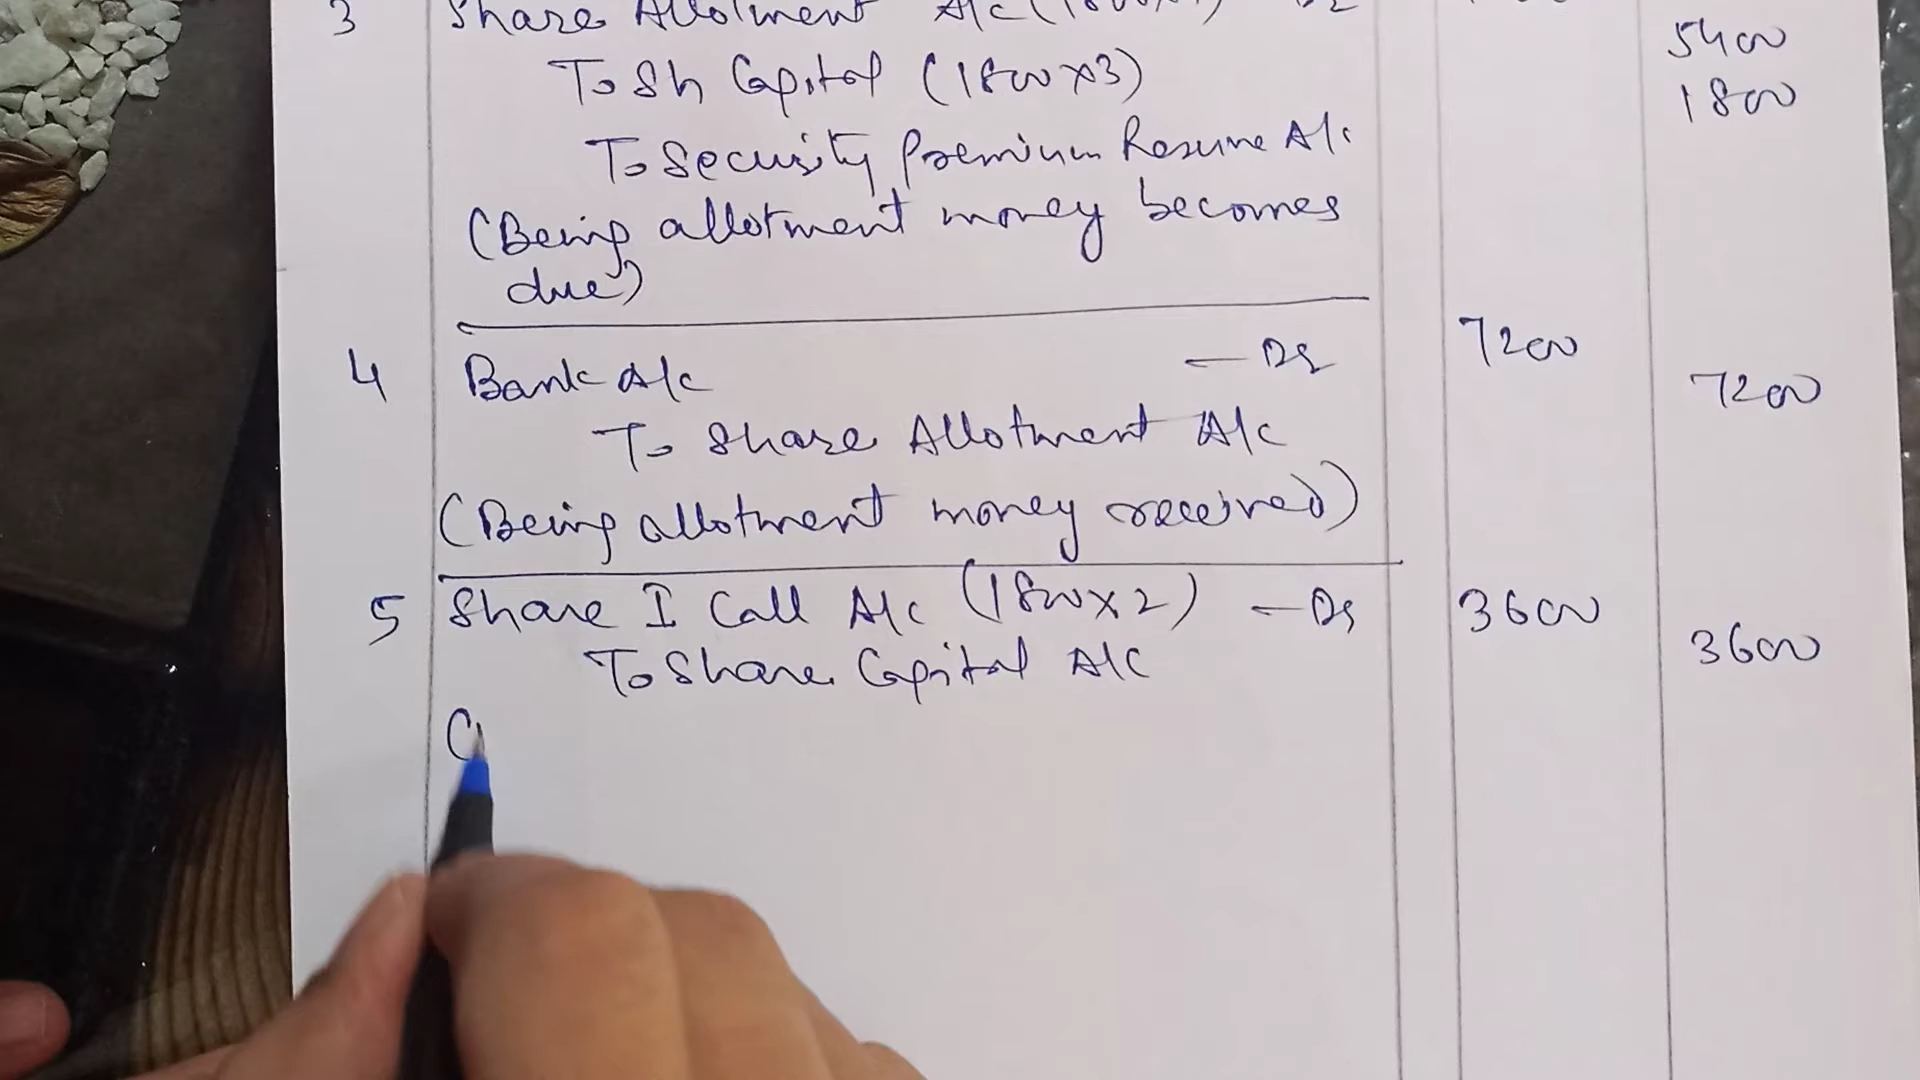 3 Share Allotment A/c (1800x4) Dr
5400
To Sh Capital (1800x3)
1800
To Security Premium Reserve A/c
(Being allotment money becomes
due)
4 Bank A/c — Dr 7200
To Share Allotment A/c 7200
(Being allotment money received)
5 Share I Call A/c (1800x2) — Dr 3600
To Share Capital A/c 3600
(